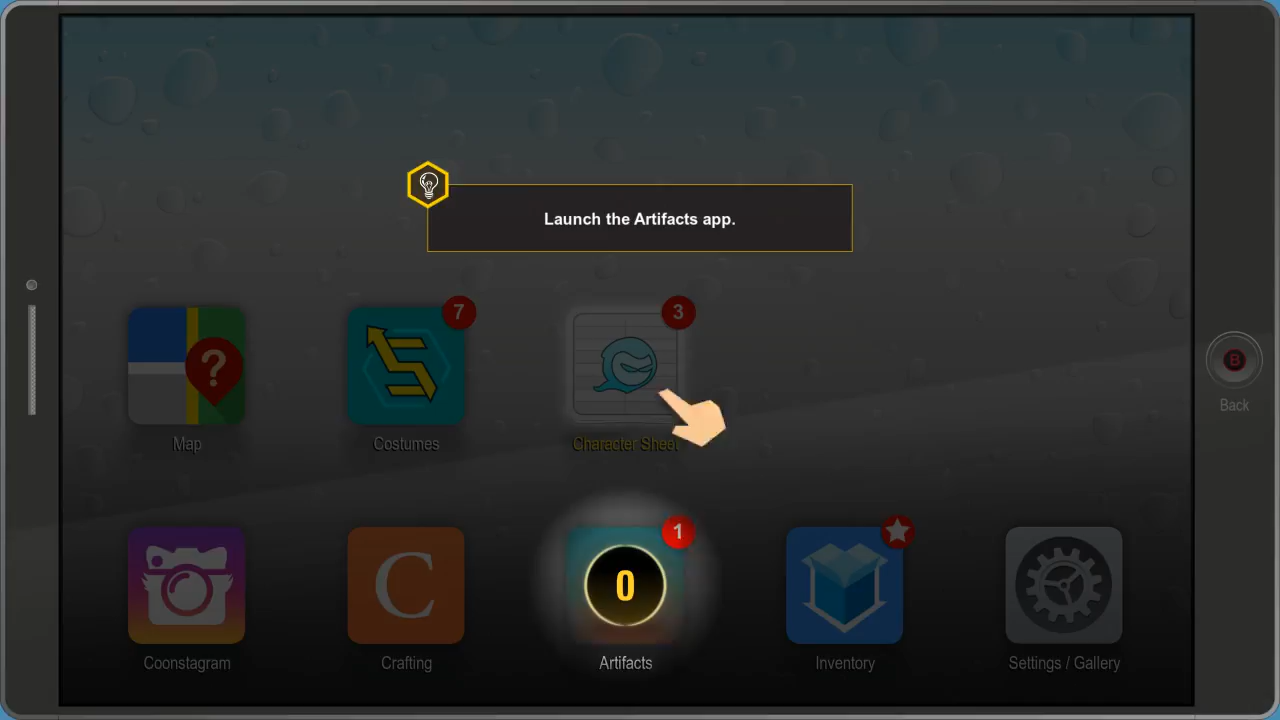 Launch the Artifacts app.
7
3
?
B
Back
Map
Costumes
Character Sheet
1
C
0
Coonstagram
Crafting
Artifacts
Inventory
Settings / Gallery